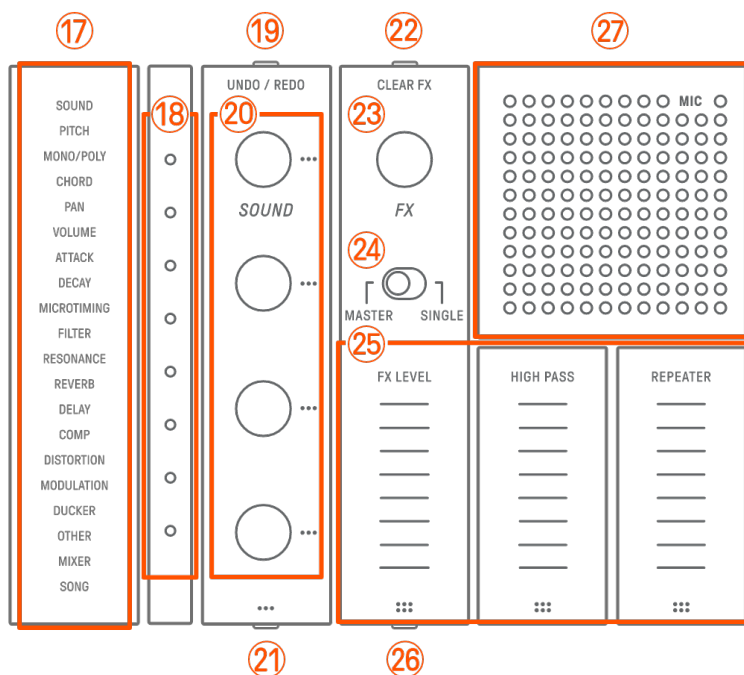 17
19
22
27
UNDO / REDO
CLEAR FX
SOUND
PITCH
MONO/POLY
CHORD
PAN
VOLUME
ATTACK
DECAY
MICROTIMING
FILTER
RESONANCE
REVERB
DELAY
COMP
DISTORTION
MODULATION
DUCKER
OTHER
MIXER
SONG
18
20
SOUND
23
FX
24
MASTER
SINGLE
MIC
25
FX LEVEL
HIGH PASS
REPEATER
21
26